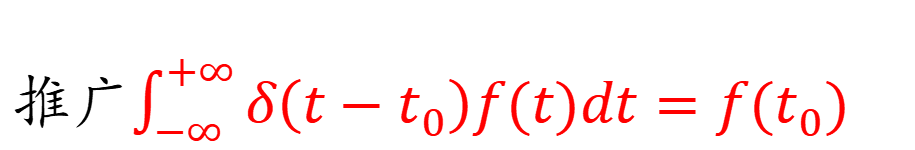 推广∫_{−∞}^{+∞} δ(t − t₀)f(t)dt = f(t₀)